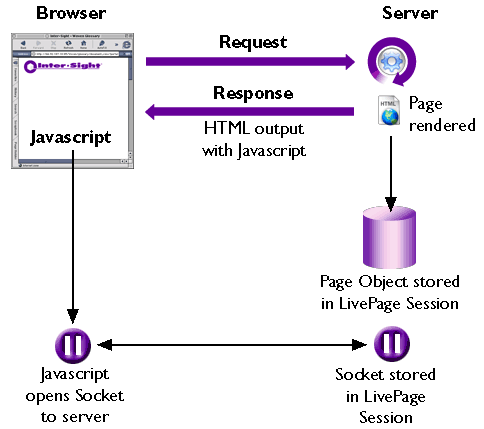 Browser
Server
Inter-Sight
Request
Response
HTML output
with Javascript
Javascript
HTML
Page
rendered
Page Object stored
in LivePage Session
Javascript
opens Socket
to server
Socket stored
in LivePage
Session